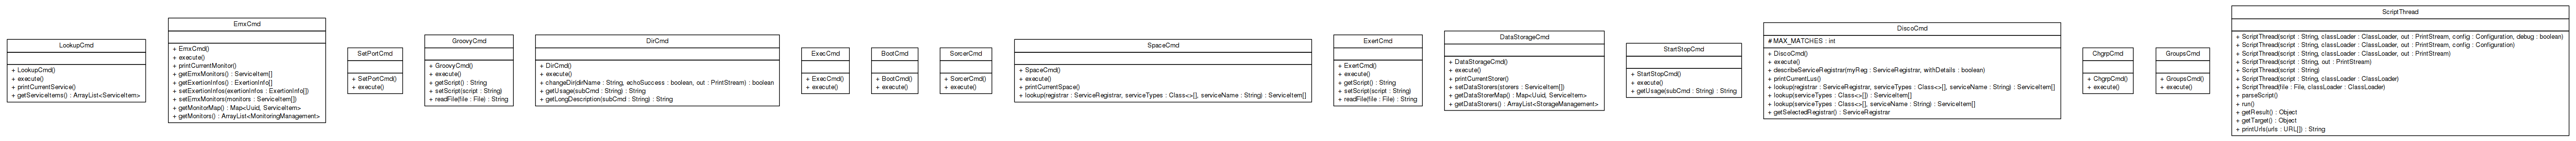 LookupCmd
+ LookupCmd()
+ execute()
+ printCurrentService()
+ getServiceItems() : ArrayList<ServiceItem>
EmxCmd
+ EmxCmd()
+ execute()
+ printCurrentMonitor()
+ getEmxMonitors() : ServiceItem[]
+ getExertionInfos() : ExertionInfo[]
+ setExertionInfos(exertionInfos : ExertionInfo[])
+ setEmxMonitors(monitors : ServiceItem[])
+ getMonitorMap() : Map<Uuid, ServiceItem>
+ getMonitors() : ArrayList<MonitoringManagement>
SetPortCmd
+ SetPortCmd()
+ execute()
GroovyCmd
+ GroovyCmd()
+ execute()
+ getScript() : String
+ setScript(script : String)
+ readFile(file : File) : String
DirCmd
+ DirCmd()
+ execute()
+ changeDir(dirName : String, echoSuccess : boolean, out : PrintStream) : boolean
+ getUsage(subCmd : String) : String
+ getLongDescription(subCmd : String) : String
ExecCmd
+ ExecCmd()
+ execute()
BootCmd
+ BootCmd()
+ execute()
SorcerCmd
+ SorcerCmd()
+ execute()
SpaceCmd
+ SpaceCmd()
+ execute()
+ printCurrentSpace()
+ lookup(registrar : ServiceRegistrar, serviceTypes : Class<>[], serviceName : String) : ServiceItem[]
ExertCmd
+ ExertCmd()
+ execute()
+ getScript() : String
+ setScript(script : String)
+ readFile(file : File) : String
DataStorageCmd
+ DataStorageCmd()
+ execute()
+ printCurrentStorer()
+ setDataStorers(storers : ServiceItem[])
+ getDataStorerMap() : Map<Uuid, ServiceItem>
+ getDataStorers() : ArrayList<StorageManagement>
StartStopCmd
+ StartStopCmd()
+ execute()
+ getUsage(subCmd : String) : String
DiscoCmd
# MAX_MATCHES : int
+ DiscoCmd()
+ execute()
+ describeServiceRegistrar(myReg : ServiceRegistrar, withDetails : boolean)
+ printCurrentLus()
+ lookup(registrar : ServiceRegistrar, serviceTypes : Class<>[], serviceName : String) : ServiceItem[]
+ lookup(serviceTypes : Class<>[]) : ServiceItem[]
+ lookup(serviceTypes : Class<>[], serviceName : String) : ServiceItem[]
+ getSelectedRegistrar() : ServiceRegistrar
ChgrpCmd
+ ChgrpCmd()
+ execute()
GroupsCmd
+ GroupsCmd()
+ execute()
ScriptThread
+ ScriptThread(script : String, classLoader : ClassLoader, out : PrintStream, config : Configuration, debug : boolean)
+ ScriptThread(script : String, classLoader : ClassLoader, out : PrintStream, config : Configuration)
+ ScriptThread(script : String, classLoader : ClassLoader, out : PrintStream)
+ ScriptThread(script : String, out : PrintStream)
+ ScriptThread(script : String)
+ ScriptThread(script : String, classLoader : ClassLoader)
+ ScriptThread(file : File, classLoader : ClassLoader)
+ parseScript()
+ run()
+ getResult() : Object
+ getTarget() : Object
+ printUrls(urls : URL[]) : String